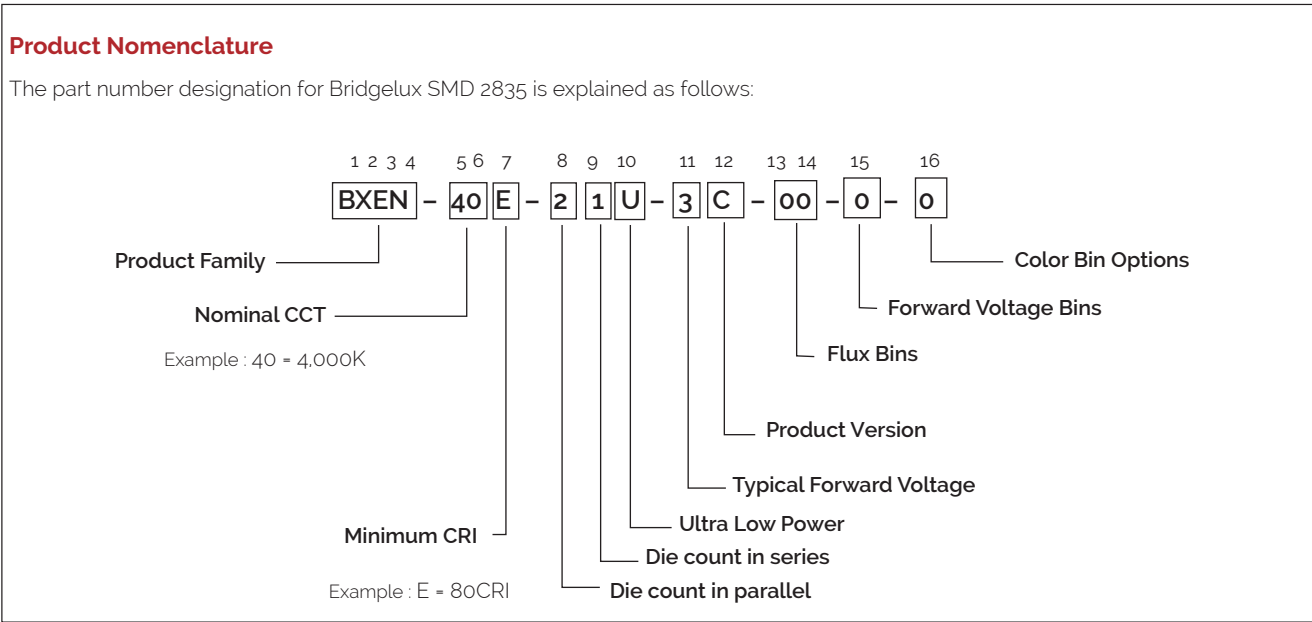 Product Nomenclature
The part number designation for Bridgelux SMD 2835 is explained as follows:
1 2 3 4 5 6 7 8 9 10 11 12 13 14 15 16
BXEN – 40 E – 2 1 U – 3 C – 00 – 0 – 0
Product Family
Color Bin Options
Nominal CCT
Forward Voltage Bins
Example : 40 = 4,000K
Flux Bins
Product Version
Typical Forward Voltage
Minimum CRI
Ultra Low Power
Die count in series
Example : E = 80CRI
Die count in parallel